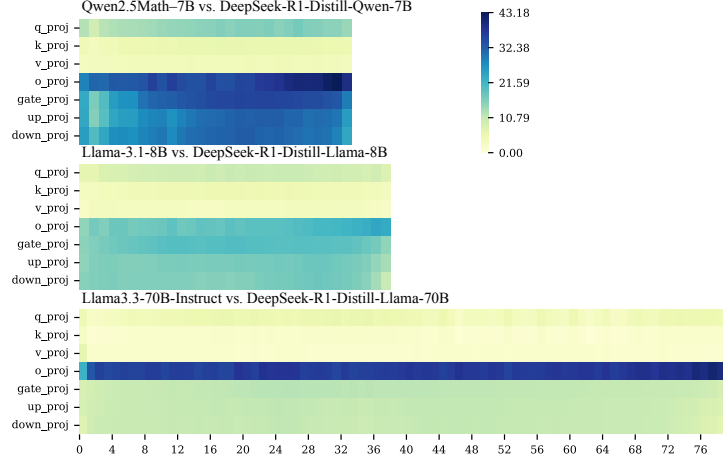 Qwen2.5Math–7B vs. DeepSeek-R1-Distill-Qwen-7B
q_proj
k_proj
v_proj
o_proj
gate_proj
up_proj
down_proj
43.18
32.38
21.59
10.79
0.00
Llama-3.1-8B vs. DeepSeek-R1-Distill-Llama-8B
q_proj
k_proj
v_proj
o_proj
gate_proj
up_proj
down_proj
Llama3.3-70B-Instruct vs. DeepSeek-R1-Distill-Llama-70B
q_proj
k_proj
v_proj
o_proj
gate_proj
up_proj
down_proj
0 4 8 12 16 20 24 28 32 36 40 44 48 52 56 60 64 68 72 76